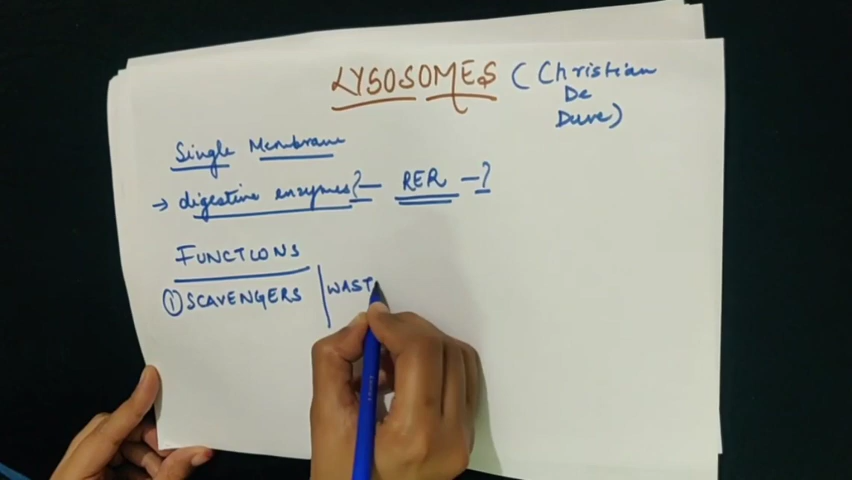 LYSOSOMES (Christian
De
Duve)
Single Membrane
→ digestive enzymes? — RER —?
FUNCTIONS
① SCAVENGERS | WAST